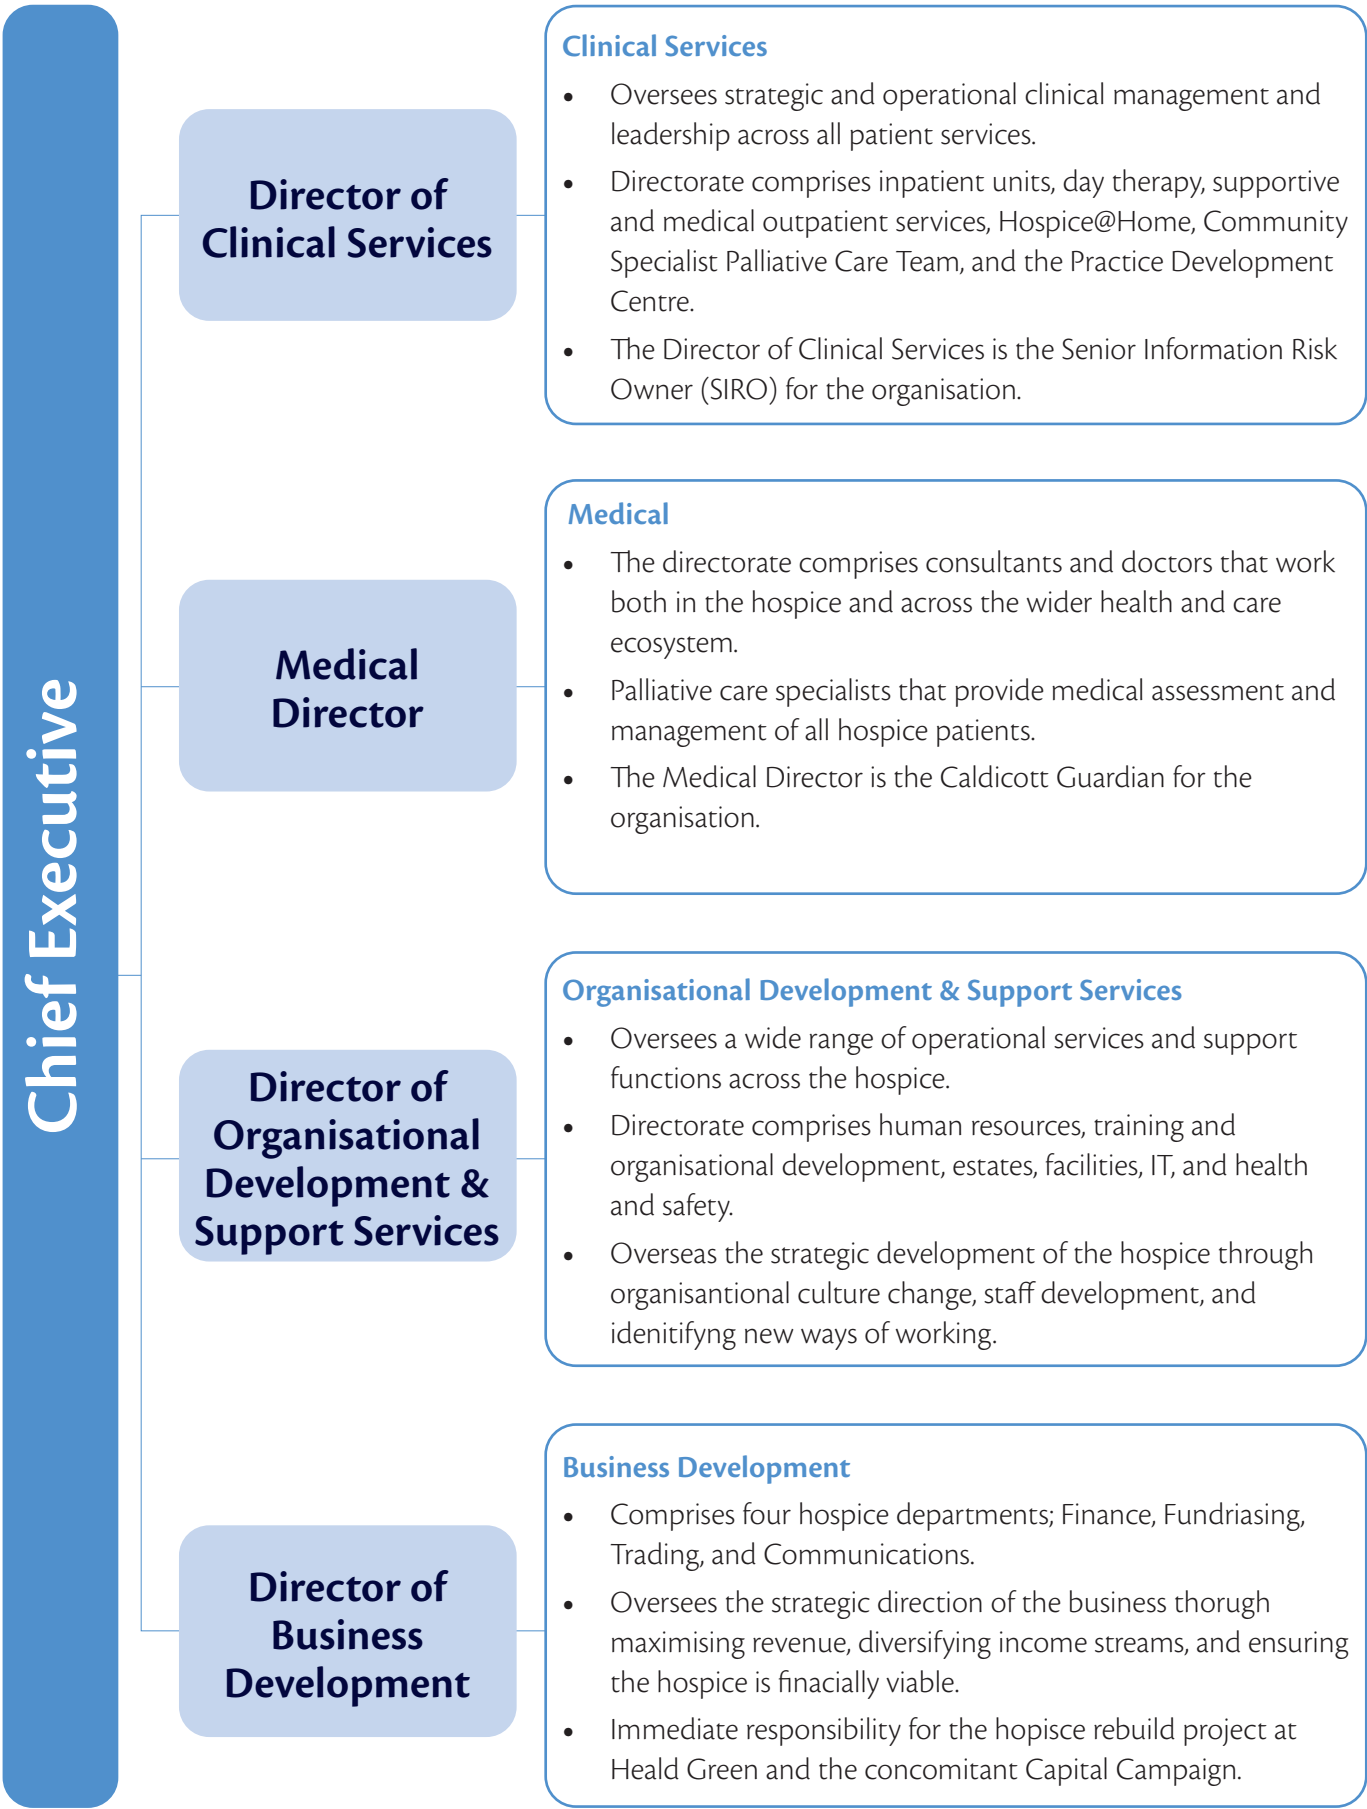 Chief Executive
Director of
Clinical Services
Clinical Services
• Oversees strategic and operational clinical management and
leadership across all patient services.
• Directorate comprises inpatient units, day therapy, supportive
and medical outpatient services, Hospice@Home, Community
Specialist Palliative Care Team, and the Practice Development
Centre.
• The Director of Clinical Services is the Senior Information Risk
Owner (SIRO) for the organisation.
Medical
Director
Medical
• The directorate comprises consultants and doctors that work
both in the hospice and across the wider health and care
ecosystem.
• Palliative care specialists that provide medical assessment and
management of all hospice patients.
• The Medical Director is the Caldicott Guardian for the
organisation.
Director of
Organisational
Development &
Support Services
Organisational Development & Support Services
• Oversees a wide range of operational services and support
functions across the hospice.
• Directorate comprises human resources, training and
organisational development, estates, facilities, IT, and health
and safety.
• Overseas the strategic development of the hospice through
organisantional culture change, staff development, and
idenitifyng new ways of working.
Director of
Business
Development
Business Development
• Comprises four hospice departments; Finance, Fundriasing,
Trading, and Communications.
• Oversees the strategic direction of the business thorugh
maximising revenue, diversifying income streams, and ensuring
the hospice is finacially viable.
• Immediate responsibility for the hopisce rebuild project at
Heald Green and the concomitant Capital Campaign.